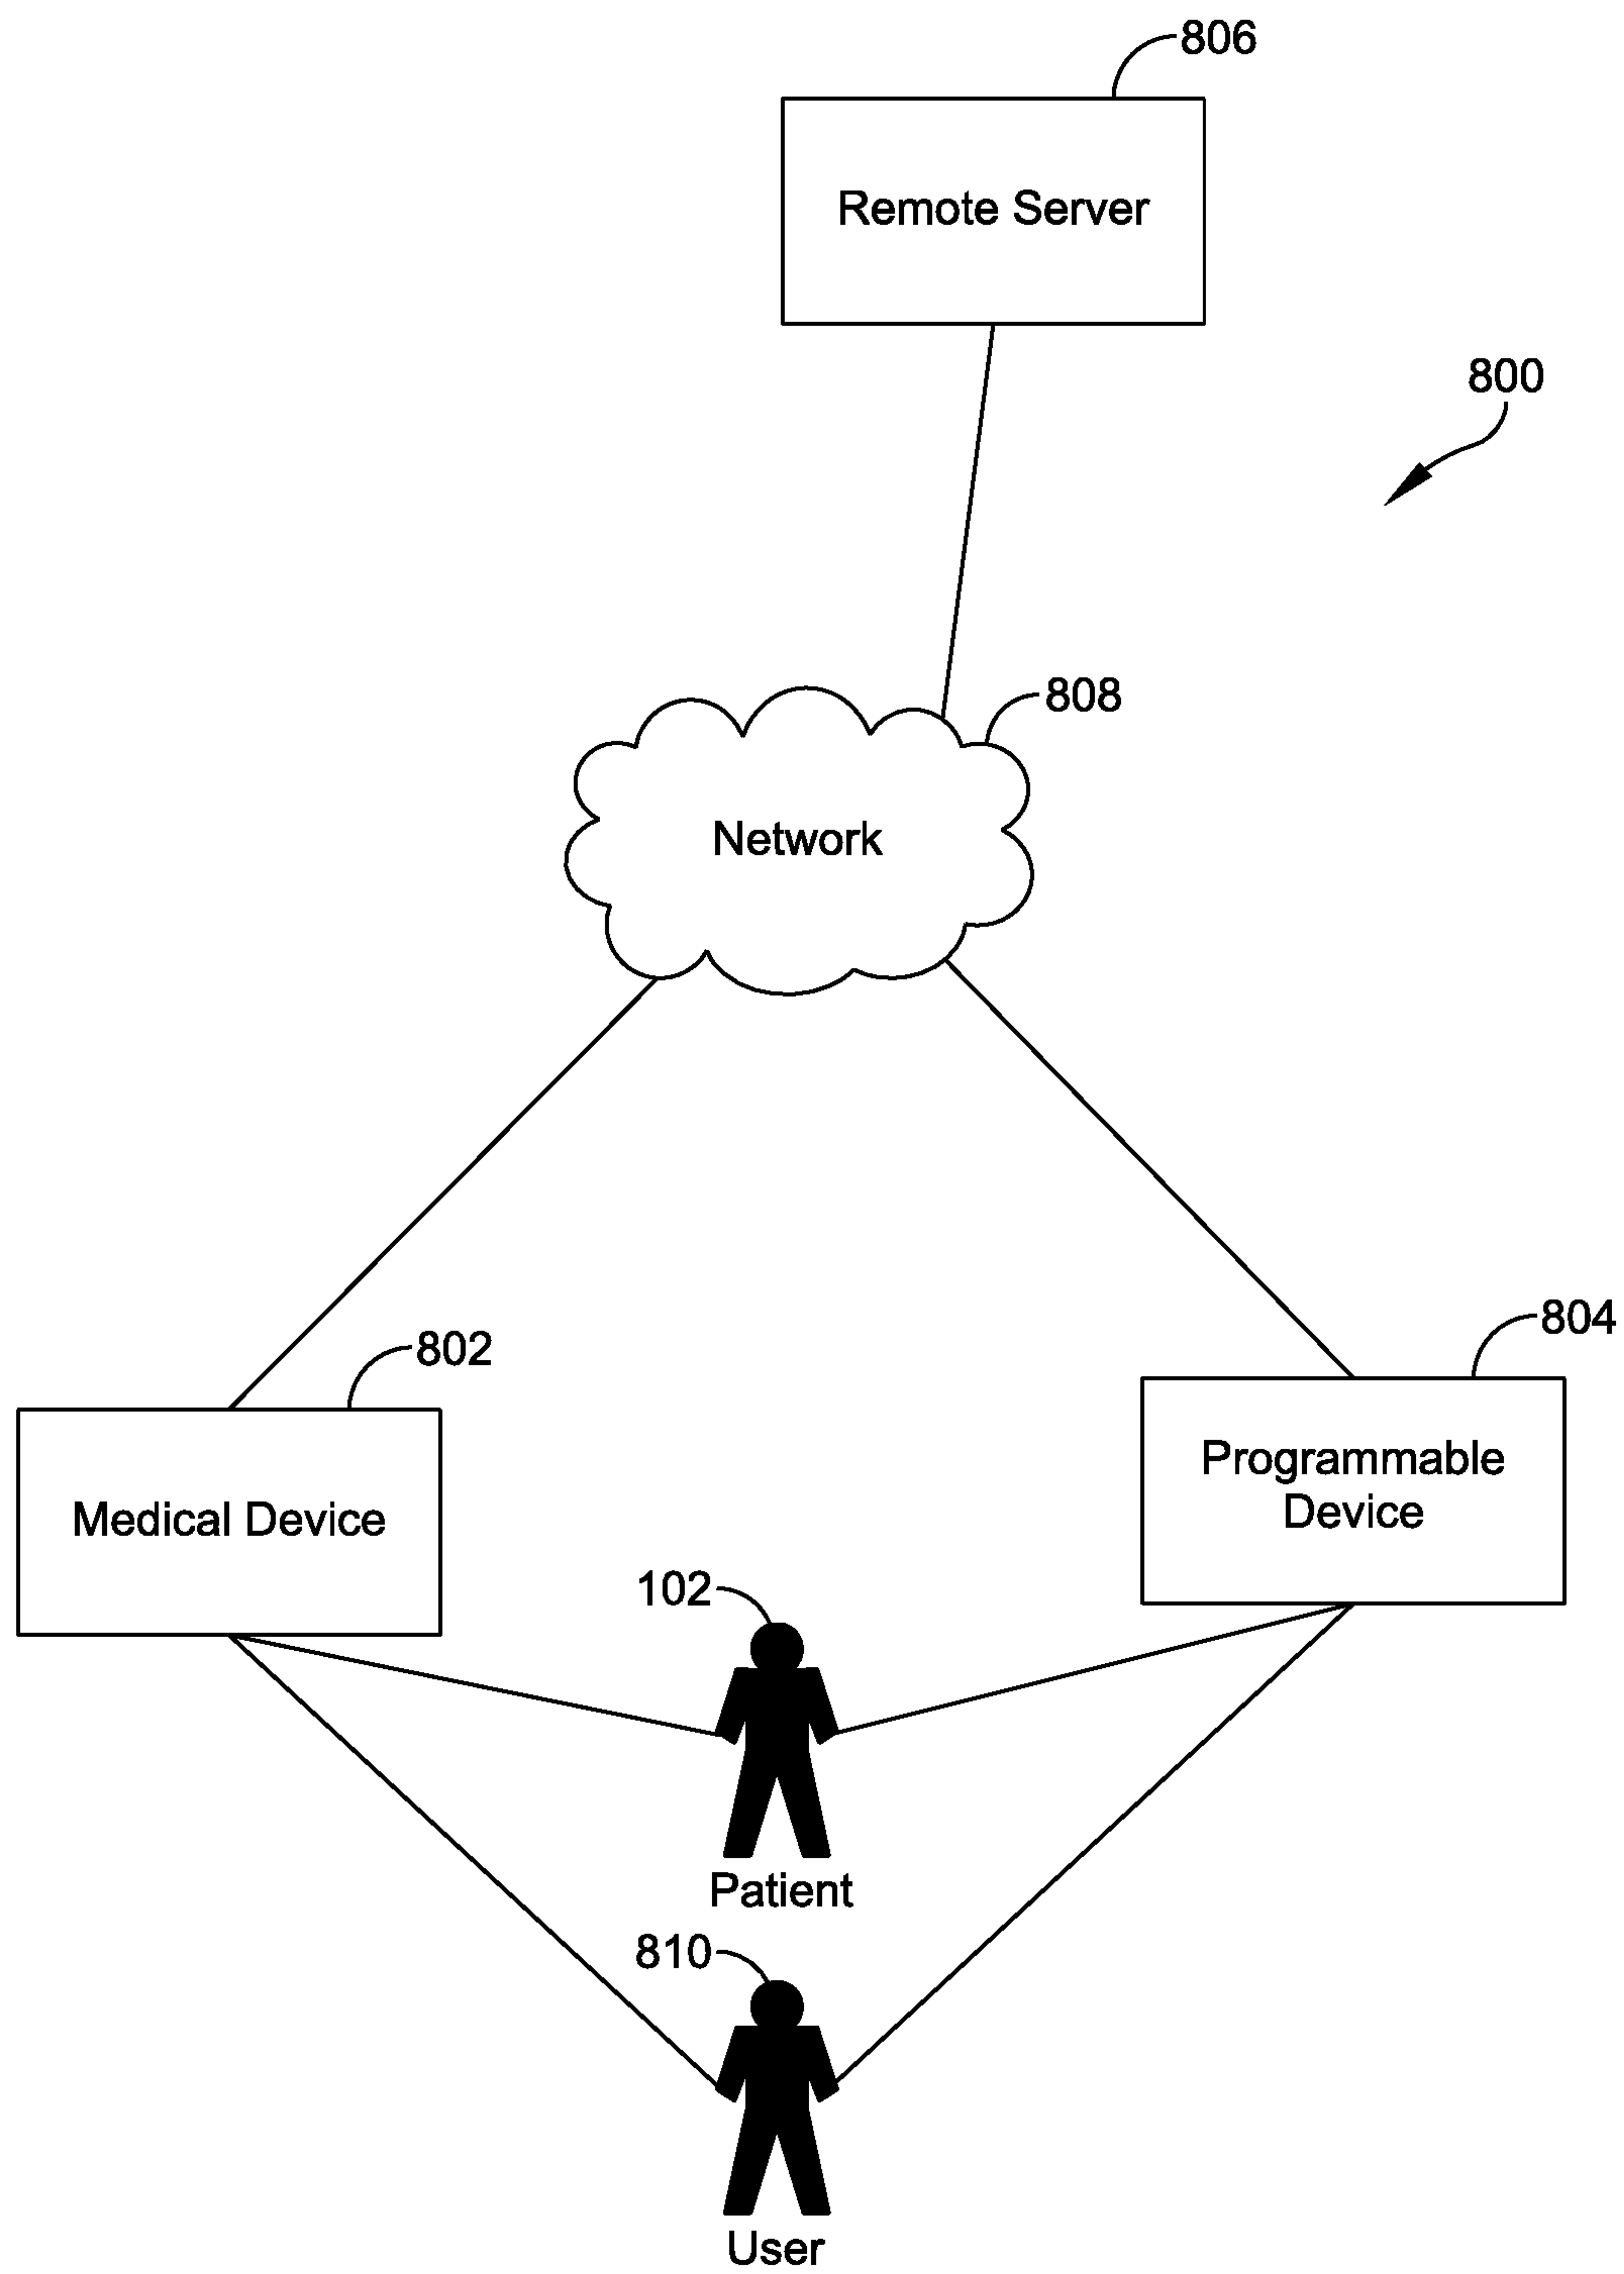 806
Remote Server
800
808
Network
804
802
Programmable
Device
Medical Device
102
Patient
810
User